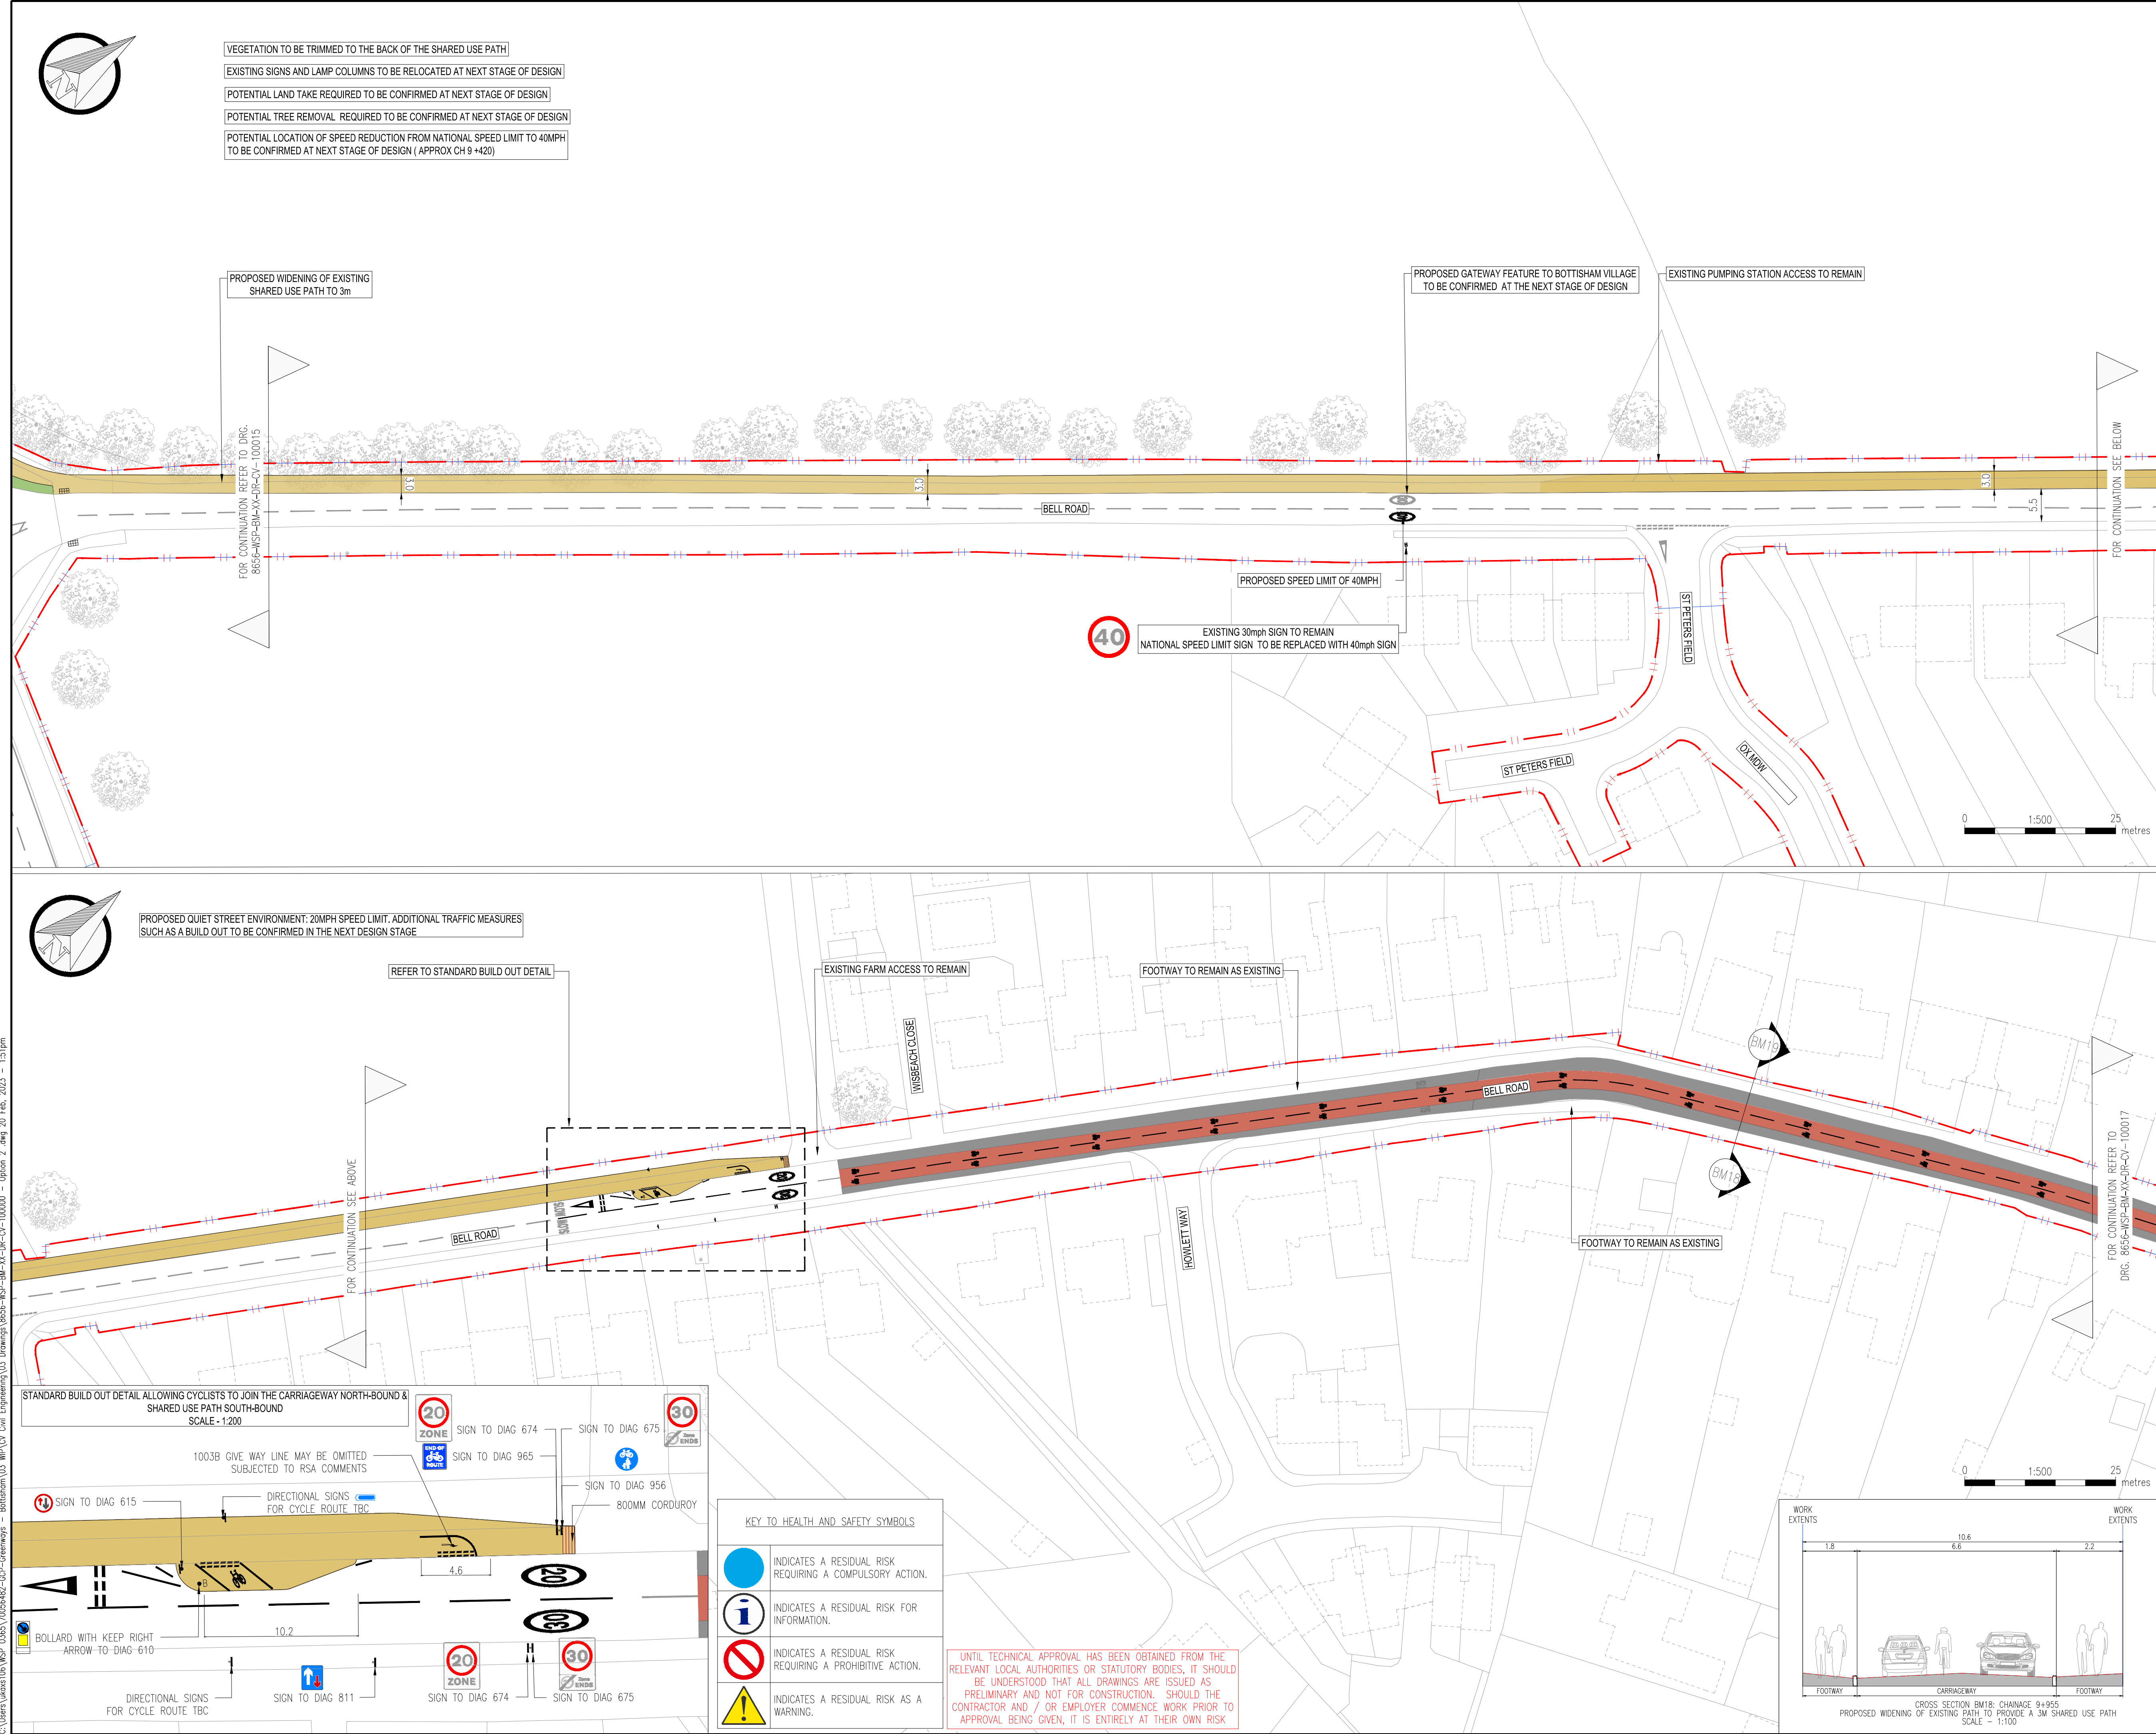 VEGETATION TO BE TRIMMED TO THE BACK OF THE SHARED USE PATH
EXISTING SIGNS AND LAMP COLUMNS TO BE RELOCATED AT NEXT STAGE OF DESIGN
POTENTIAL LAND TAKE REQUIRED TO BE CONFIRMED AT NEXT STAGE OF DESIGN
POTENTIAL TREE REMOVAL REQUIRED TO BE CONFIRMED AT NEXT STAGE OF DESIGN
POTENTIAL LOCATION OF SPEED REDUCTION FROM NATIONAL SPEED LIMIT TO 40MPH
TO BE CONFIRMED AT NEXT STAGE OF DESIGN ( APPROX CH 9 +420)
N
PROPOSED WIDENING OF EXISTING
SHARED USE PATH TO 3m
PROPOSED GATEWAY FEATURE TO BOTTISHAM VILLAGE
TO BE CONFIRMED AT THE NEXT STAGE OF DESIGN
EXISTING PUMPING STATION ACCESS TO REMAIN
FOR CONTINUATION REFER TO DRG.
8656-WSP-BM-XX-DR-CV-100015
3.0
3.0
BELL ROAD
3.0
5.5
FOR CONTINUATION SEE BELOW
PROPOSED SPEED LIMIT OF 40MPH
40
EXISTING 30mph SIGN TO REMAIN
NATIONAL SPEED LIMIT SIGN TO BE REPLACED WITH 40mph SIGN
ST PETERS FIELD
ST PETERS FIELD
OX MDW
0 1:500 25
metres
N
PROPOSED QUIET STREET ENVIRONMENT: 20MPH SPEED LIMIT. ADDITIONAL TRAFFIC MEASURES
SUCH AS A BUILD OUT TO BE CONFIRMED IN THE NEXT DESIGN STAGE
REFER TO STANDARD BUILD OUT DETAIL
EXISTING FARM ACCESS TO REMAIN
FOOTWAY TO REMAIN AS EXISTING
WISBEACH CLOSE
BELL ROAD
BM19
BM18
FOR CONTINUATION SEE ABOVE
BELL ROAD
SLOW
HOWLETT WAY
FOOTWAY TO REMAIN AS EXISTING
FOR CONTINUATION REFER TO
DRG. 8656-WSP-BM-XX-DR-CV-100017
STANDARD BUILD OUT DETAIL ALLOWING CYCLISTS TO JOIN THE CARRIAGEWAY NORTH-BOUND &
SHARED USE PATH SOUTH-BOUND
SCALE - 1:200
20
ZONE
SIGN TO DIAG 674
SIGN TO DIAG 675
30
Zone
ENDS
1003B GIVE WAY LINE MAY BE OMITTED
SUBJECTED TO RSA COMMENTS
END OF
ROUTE
SIGN TO DIAG 965
SIGN TO DIAG 956
SIGN TO DIAG 615
DIRECTIONAL SIGNS
FOR CYCLE ROUTE TBC
800MM CORDUROY
4.6
20
B
30
10.2
BOLLARD WITH KEEP RIGHT
ARROW TO DIAG 610
DIRECTIONAL SIGNS
FOR CYCLE ROUTE TBC
SIGN TO DIAG 811
20
ZONE
SIGN TO DIAG 674
30
Zone
ENDS
SIGN TO DIAG 675
KEY TO HEALTH AND SAFETY SYMBOLS
INDICATES A RESIDUAL RISK
REQUIRING A COMPULSORY ACTION.
i
INDICATES A RESIDUAL RISK FOR
INFORMATION.
INDICATES A RESIDUAL RISK
REQUIRING A PROHIBITIVE ACTION.
!
INDICATES A RESIDUAL RISK AS A
WARNING.
UNTIL TECHNICAL APPROVAL HAS BEEN OBTAINED FROM THE
RELEVANT LOCAL AUTHORITIES OR STATUTORY BODIES, IT SHOULD
BE UNDERSTOOD THAT ALL DRAWINGS ARE ISSUED AS
PRELIMINARY AND NOT FOR CONSTRUCTION. SHOULD THE
CONTRACTOR AND / OR EMPLOYER COMMENCE WORK PRIOR TO
APPROVAL BEING GIVEN, IT IS ENTIRELY AT THEIR OWN RISK
0 1:500 25
metres
WORK
EXTENTS
WORK
EXTENTS
10.6
1.8 6.6 2.2
FOOTWAY CARRIAGEWAY FOOTWAY
CROSS SECTION BM18: CHAINAGE 9+955
PROPOSED WIDENING OF EXISTING PATH TO PROVIDE A 3M SHARED USE PATH
SCALE - 1:100